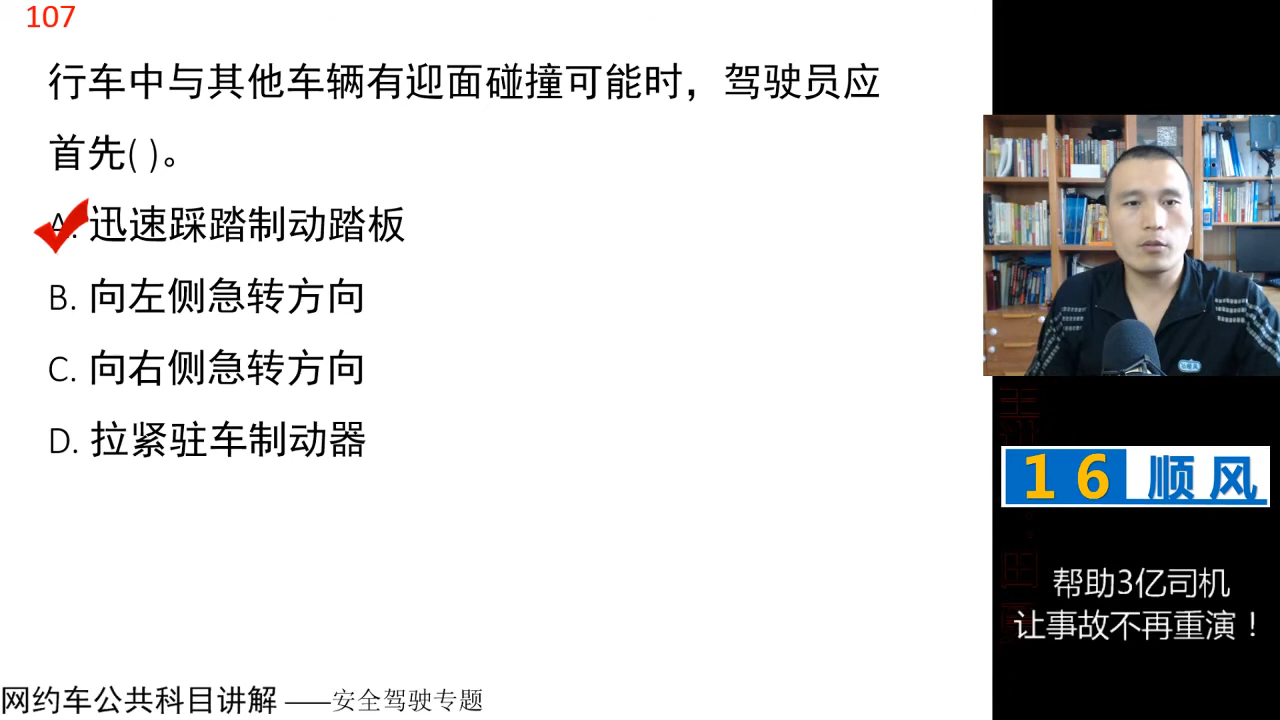 107
行车中与其他车辆有迎面碰撞可能时，驾驶员应
首先( )。
A. 迅速踩踏制动踏板
B. 向左侧急转方向
C. 向右侧急转方向
D. 拉紧驻车制动器
16顺风
帮助3亿司机
让事故不再重演！
网约车公共科目讲解 ——安全驾驶专题